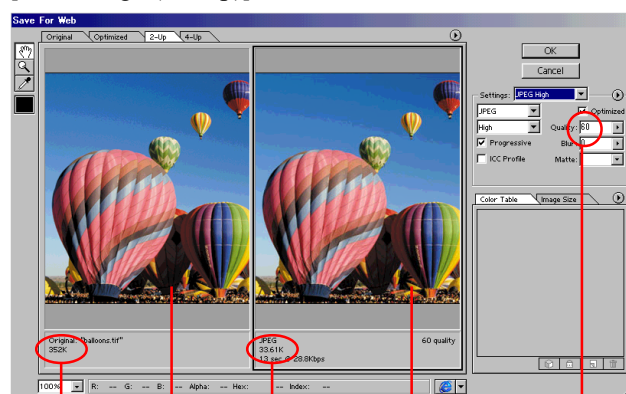 Save For Web
Original Optimized 2-Up 4-Up
OK
Cancel
Settings: JPEG High
JPEG Optimized
High Quality: 60
Progressive Blur: 0
ICC Profile Matte:
Color Table Image Size
Original: "balloons.tif"
352K
JPEG 60 quality
33.61K
13 sec @ 28.8Kbps
100% R: -- G: -- B: -- Alpha: -- Hex: -- Index: --